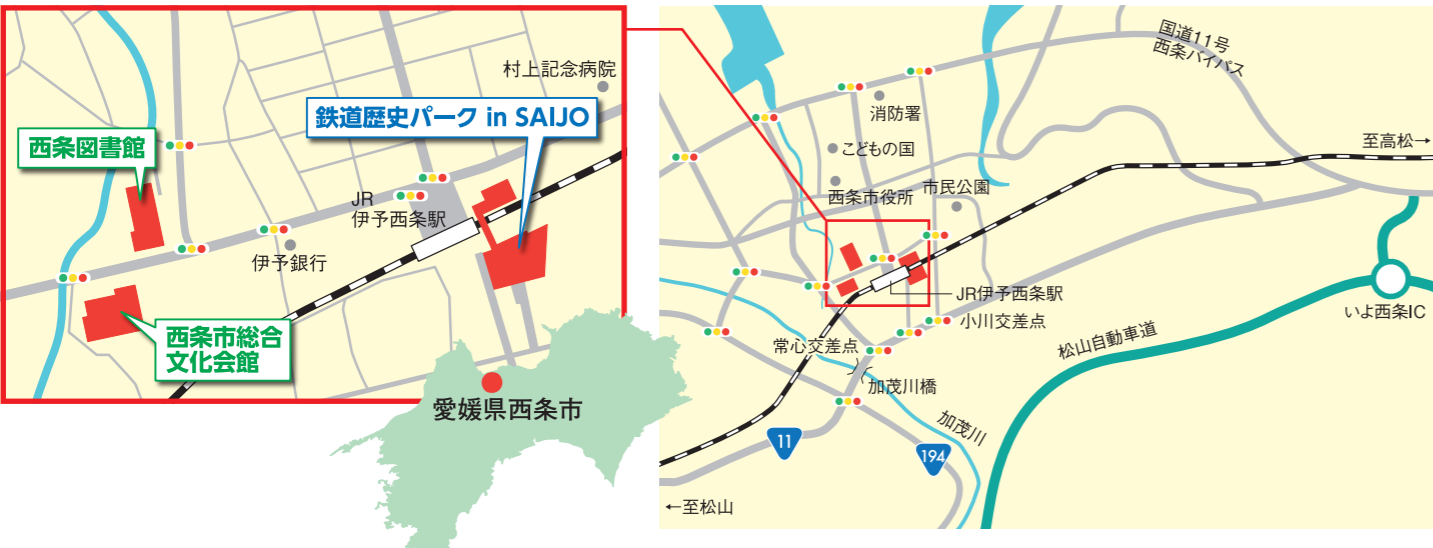 村上記念病院
鉄道歴史パーク in SAIJO
西条図書館
JR
伊予西条駅
伊予銀行
西条市総合
文化会館
愛媛県西条市
国道11号
西条バイパス
消防署
至高松→
こどもの国
西条市役所
市民公園
JR伊予西条駅
いよ西条IC
小川交差点
松山自動車道
常心交差点
加茂川橋
加茂川
11
194
←至松山